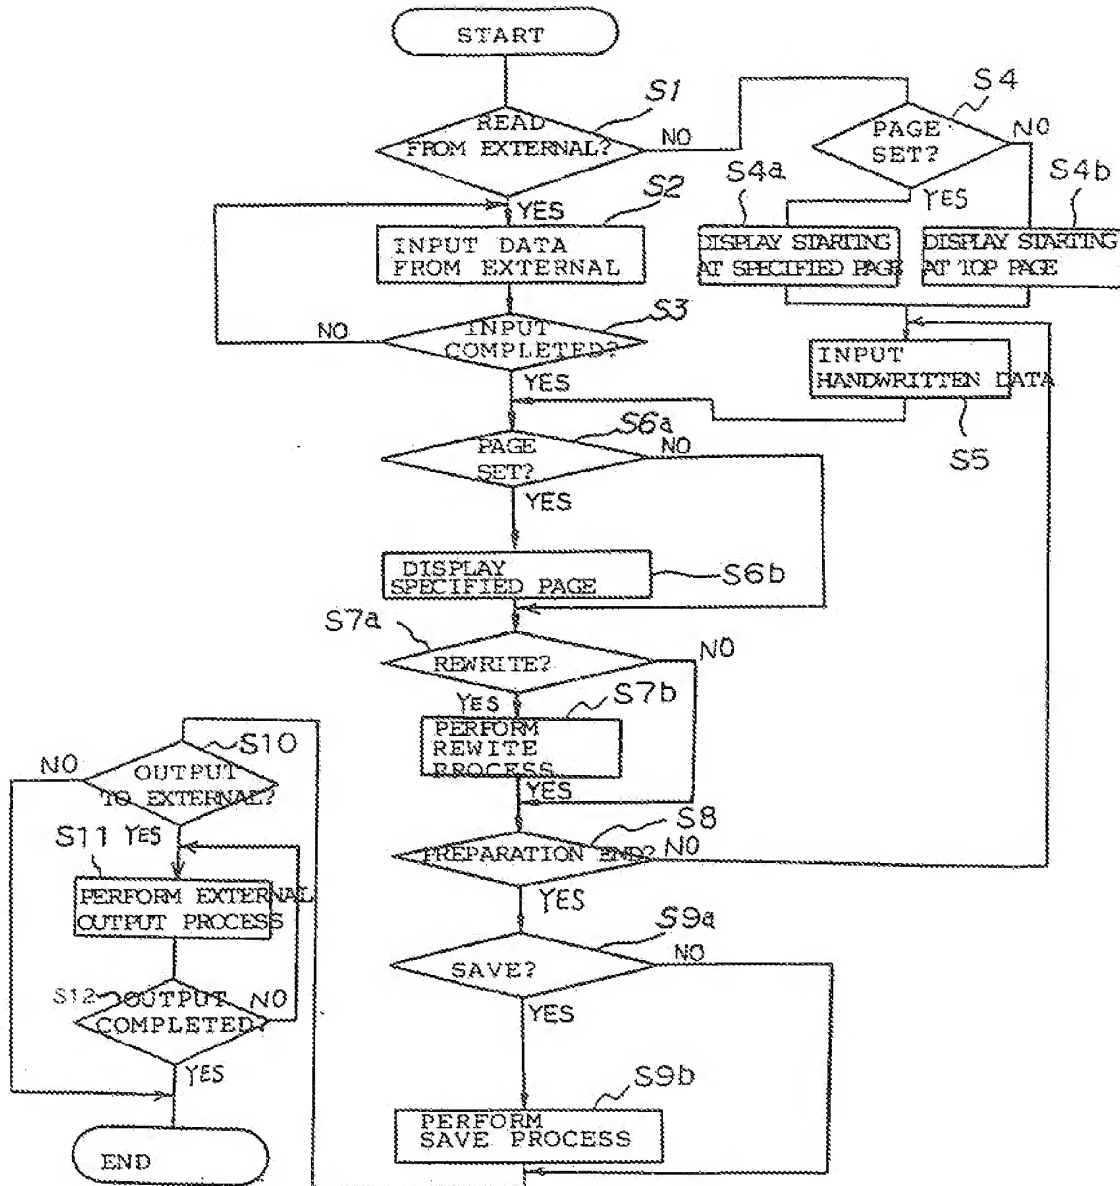 START
S1
READ
FROM EXTERNAL?
NO
YES
S2
INPUT DATA
FROM EXTERNAL
S3
INPUT
COMPLETED?
NO
YES
S4
PAGE
SET?
NO
YES
S4a
DISPLAY STARTING
AT SPECIFIED PAGE
S4b
DISPLAY STARTING
AT TOP PAGE
INPUT
HANDWRITTEN DATA
S5
S6a
PAGE
SET?
NO
YES
DISPLAY
SPECIFIED PAGE
S6b
S7a
REWRITE?
NO
YES
S7b
PERFORM
REWITE
PROCESS
YES
S8
PREPARATION END?
NO
YES
S9a
SAVE?
NO
YES
S9b
PERFORM
SAVE PROCESS
S10
OUTPUT
TO EXTERNAL?
NO
YES
S11
PERFORM EXTERNAL
OUTPUT PROCESS
S12
OUTPUT
COMPLETED?
NO
YES
END